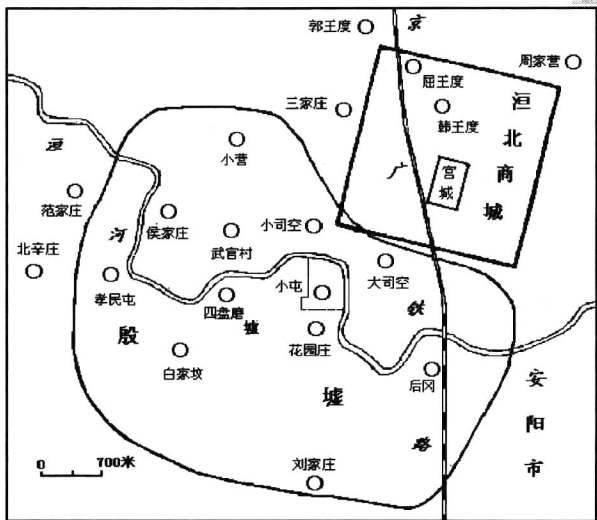 郭王度
京
周家营
屈王度
洹北商城
三家庄
韩王度
洹
小营
广
宫城
范家庄
侯家庄
河
小司空
武官村
北辛庄
大司空
孝民屯
小屯
四盘磨
铁
殷
墟
花园庄
白家坟
后冈
安阳市
墟
路
0 700米
刘家庄